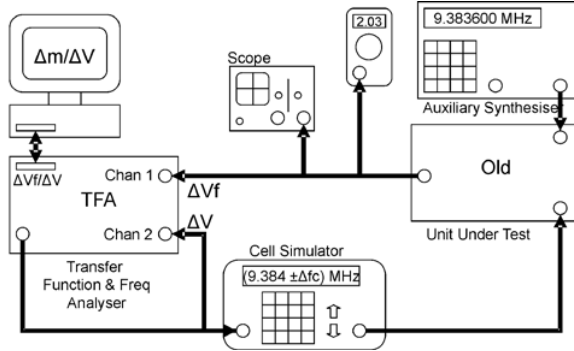 Δm/ΔV
ΔVf/ΔV
TFA
Chan 1
Chan 2
Transfer
Function & Freq
Analyser
ΔVf
ΔV
Scope
2.03
9.383600 MHz
Auxiliary Synthesiser
Old
Unit Under Test
Cell Simulator
(9.384 ±Δfc) MHz